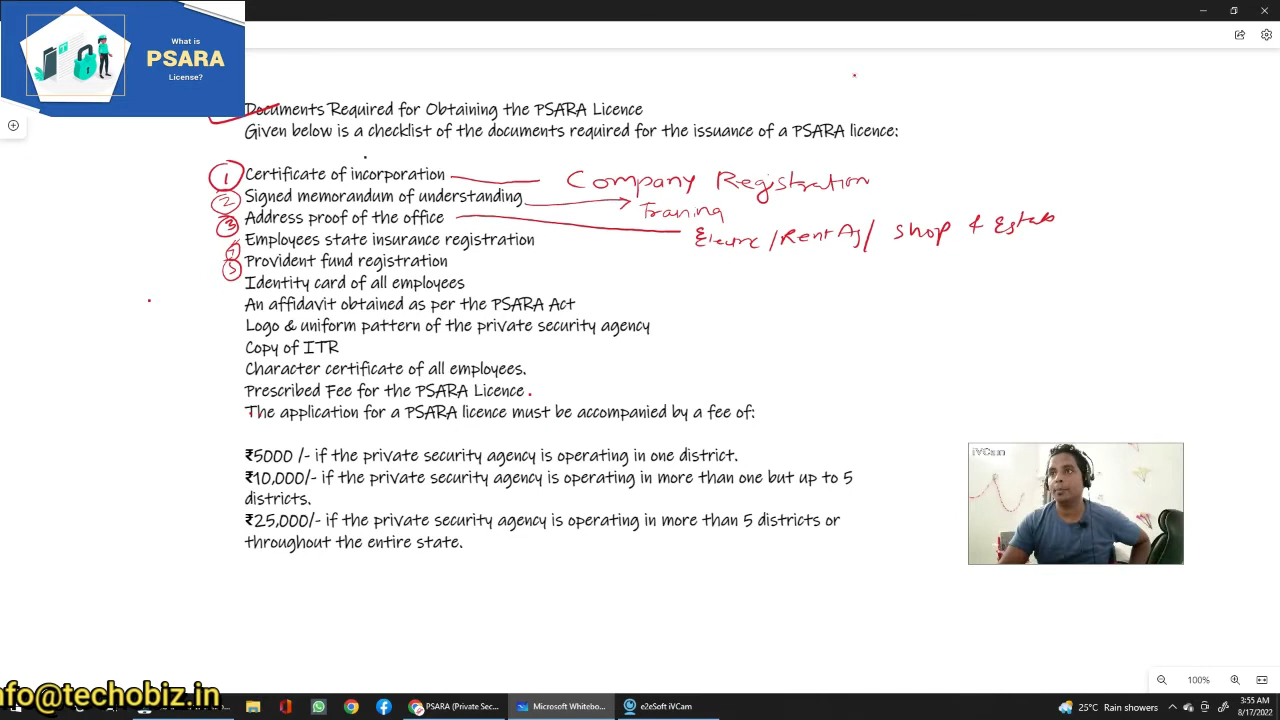 What is
PSARA
License?
Documents Required for Obtaining the PSARA Licence
Given below is a checklist of the documents required for the issuance of a PSARA licence:
1 Certificate of incorporation Company Registration
2 Signed memorandum of understanding Traning
3 Address proof of the office Electric / Rent Ag / Shop & Estab
4 Employees state insurance registration
5 Provident fund registration
Identity card of all employees
An affidavit obtained as per the PSARA Act
Logo & uniform pattern of the private security agency
Copy of ITR
Character certificate of all employees.
Prescribed Fee for the PSARA Licence
The application for a PSARA licence must be accompanied by a fee of:
₹5000 /- if the private security agency is operating in one district.
₹10,000/- if the private security agency is operating in more than one but up to 5
districts.
₹25,000/- if the private security agency is operating in more than 5 districts or
throughout the entire state.
iVCam
100%
nfo@techobiz.in
PSARA (Private Sec...
Microsoft Whitebo...
e2eSoft iVCam
25°C Rain showers
3:55 AM
8/17/2022